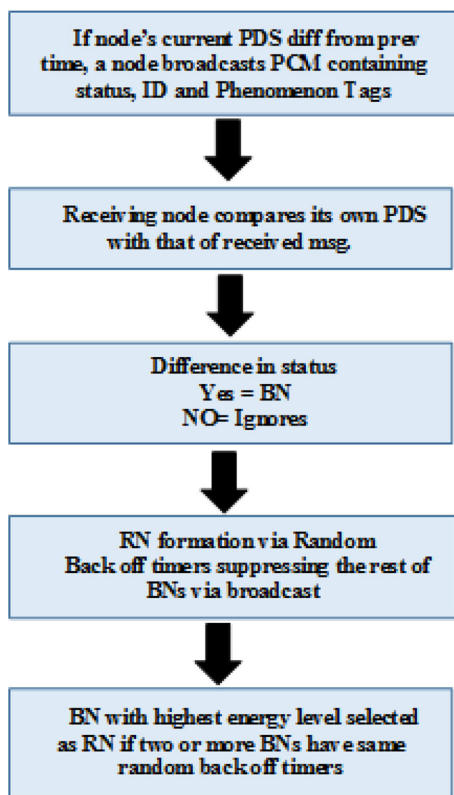 If node's current PDS diff from prev
time, a node broadcasts PCM containing
status, ID and Phenomenon Tags
Receiving node compares its own PDS
with that of received msg.
Difference in status
Yes = BN
NO= Ignores
RN formation via Random
Back off timers suppressing the rest of
BNs via broadcast
BN with highest energy level selected
as RN if two or more BNs have same
random back off timers